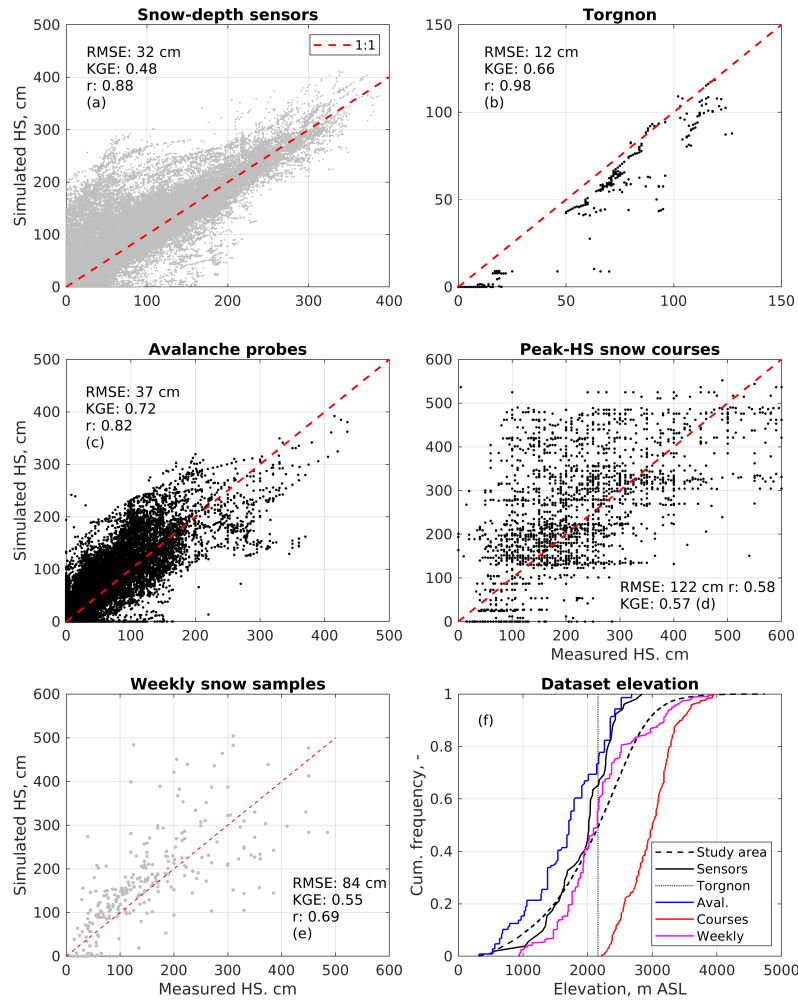 Snow-depth sensors
500
400
300
200
100
0
Simulated HS, cm
RMSE: 32 cm
KGE: 0.48
r: 0.88
(a)
1:1
0 100 200 300 400
Torgnon
150
100
50
0
RMSE: 12 cm
KGE: 0.66
r: 0.98
(b)
0 50 100 150
Avalanche probes
500
400
300
200
100
0
Simulated HS, cm
RMSE: 37 cm
KGE: 0.72
r: 0.82
(c)
0 100 200 300 400 500
Peak-HS snow courses
600
500
400
300
200
100
0
RMSE: 122 cm r: 0.58
KGE: 0.57 (d)
0 100 200 300 400 500 600
Measured HS. cm
Weekly snow samples
600
500
400
300
200
100
0
Simulated HS, cm
RMSE: 84 cm
KGE: 0.55
r: 0.69
(e)
0 100 200 300 400 500 600
Measured HS. cm
Dataset elevation
1
0.8
0.6
0.4
0.2
0
Cum. frequency, -
(f)
Study area
Sensors
Torgnon
Aval.
Courses
Weekly
0 1000 2000 3000 4000 5000
Elevation, m ASL